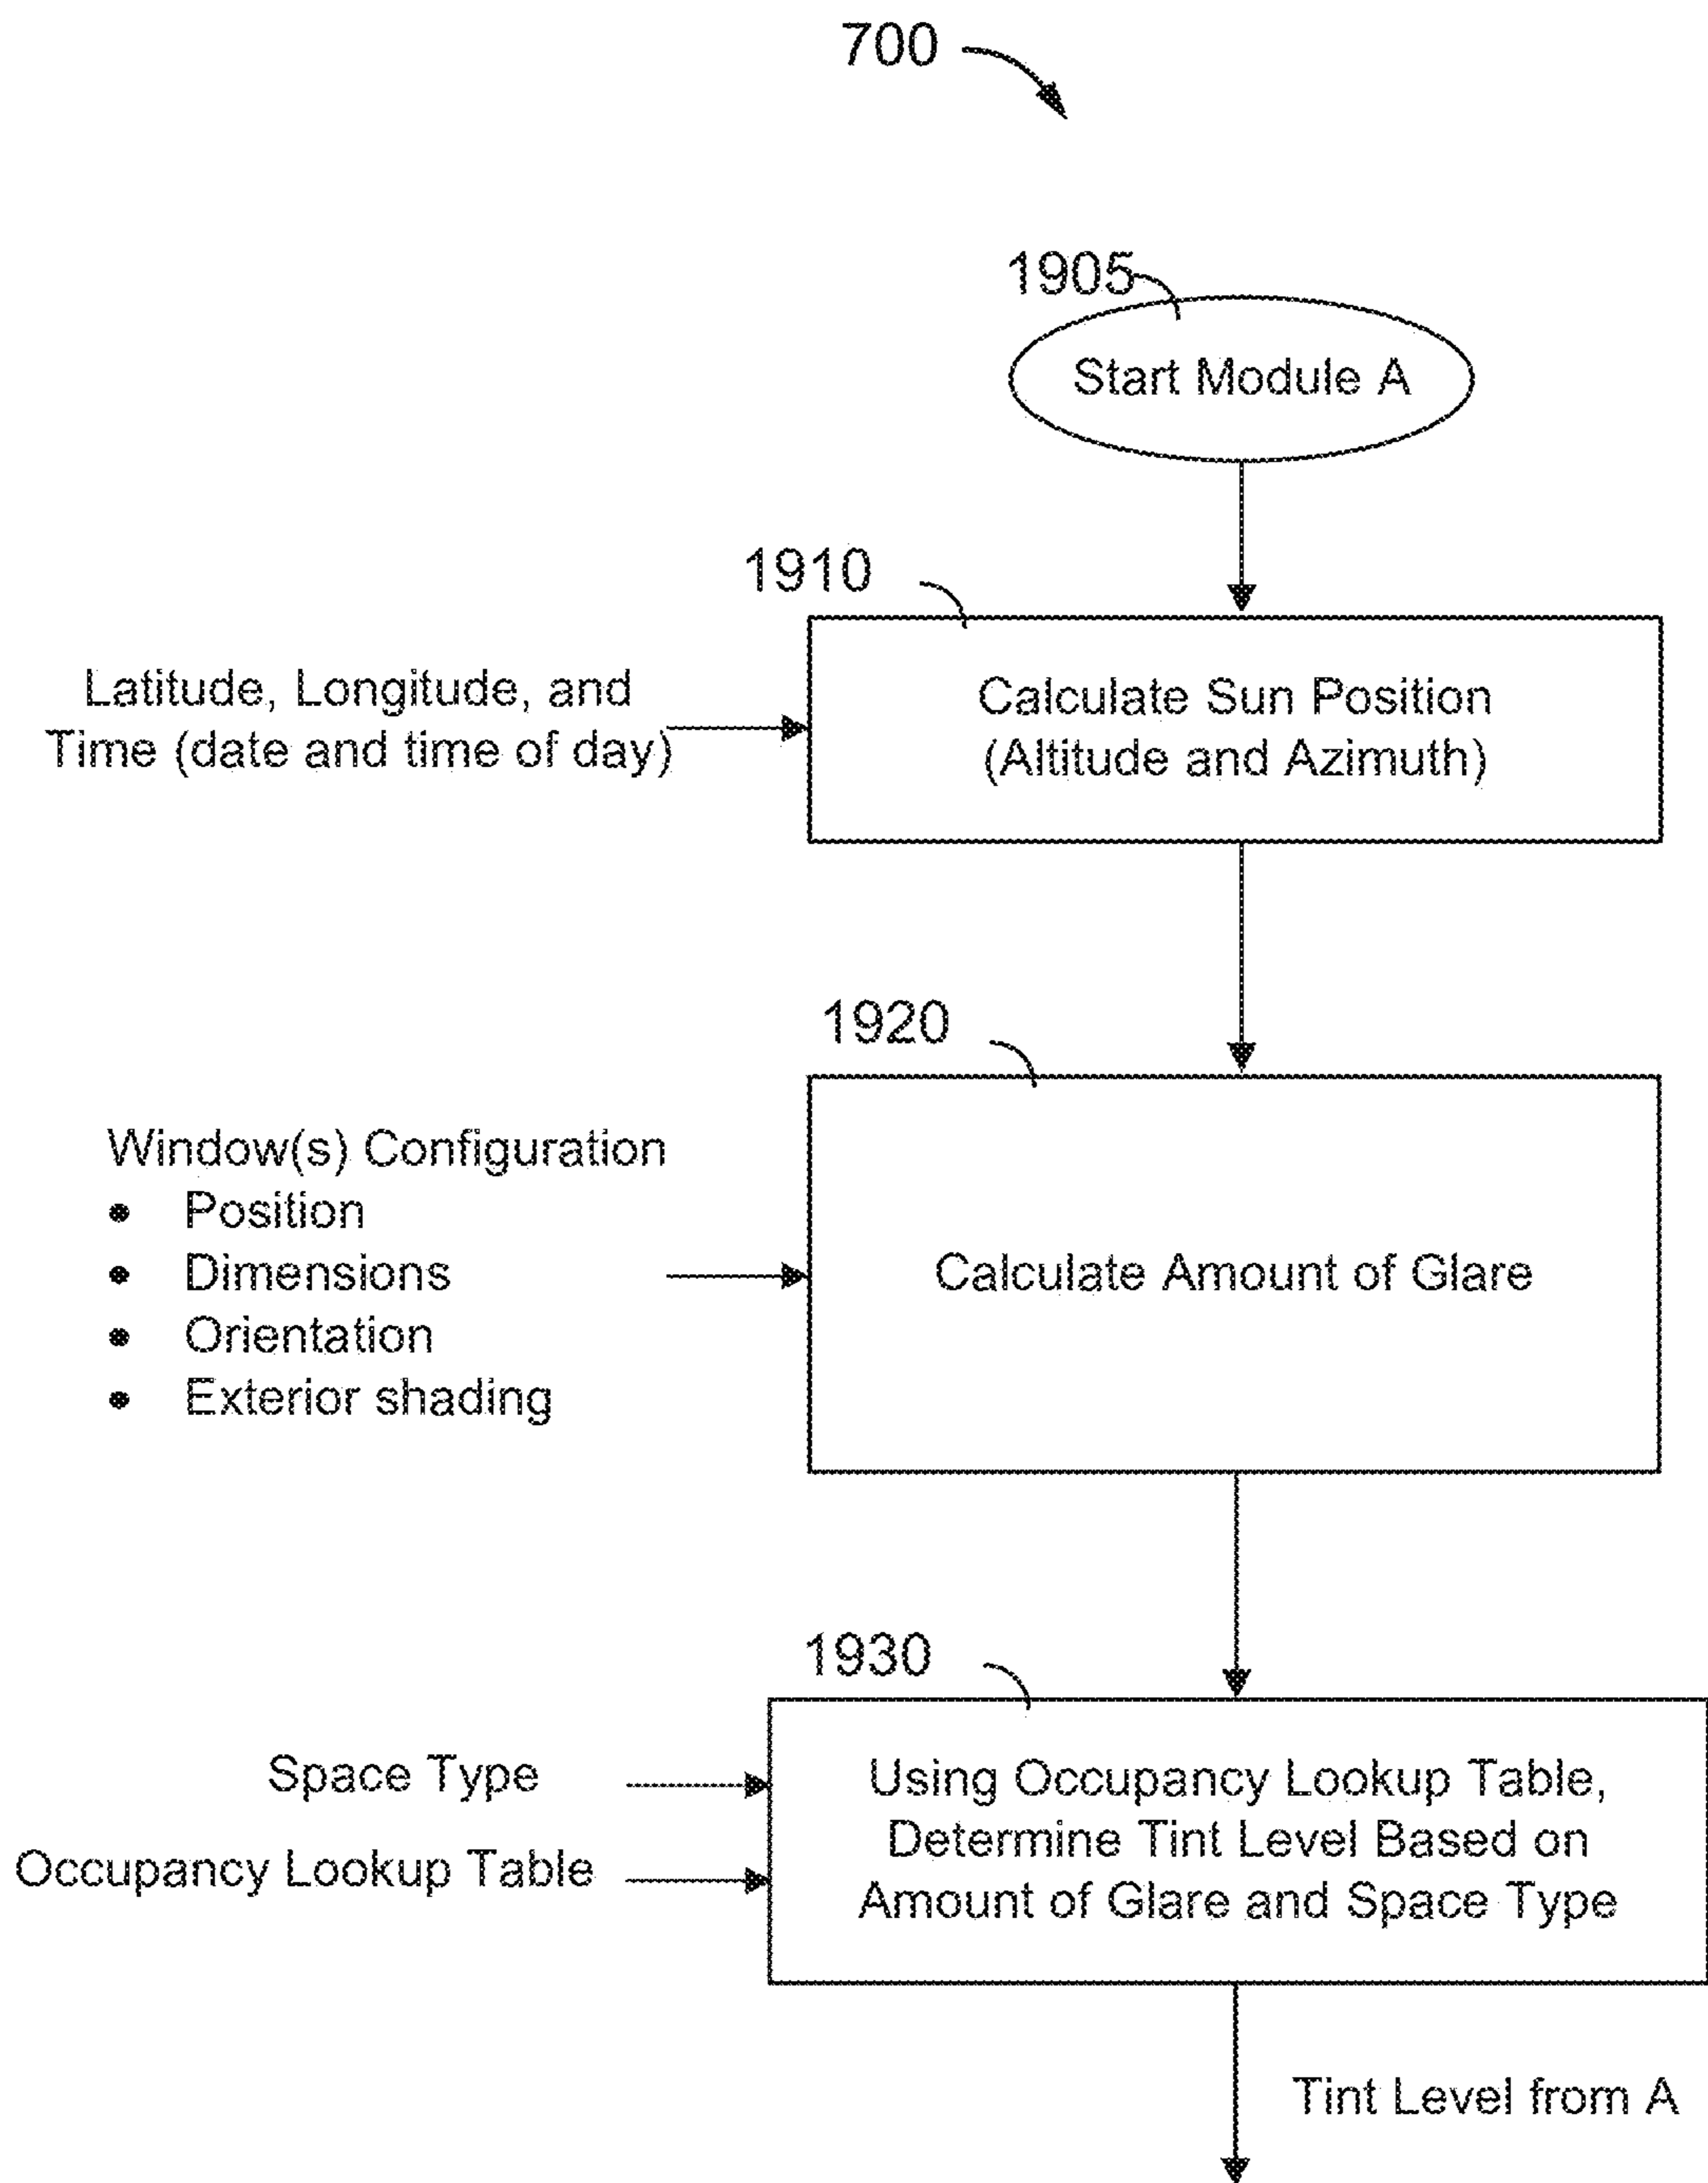 700
1905
Start Module A
1910
Latitude, Longitude, and
Time (date and time of day)
Calculate Sun Position
(Altitude and Azimuth)
1920
Window(s) Configuration
• Position
• Dimensions
• Orientation
• Exterior shading
Calculate Amount of Glare
1930
Space Type
Occupancy Lookup Table
Using Occupancy Lookup Table,
Determine Tint Level Based on
Amount of Glare and Space Type
Tint Level from A